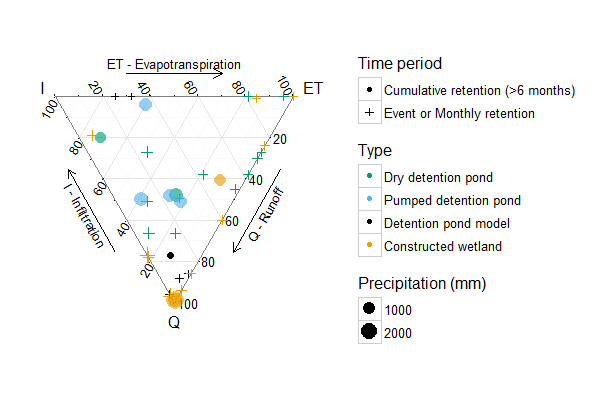 ET - Evapotranspiration
I
ET
20
40
60
80
100
100
80
60
40
20
20
40
60
80
100
I - Infiltration
Q - Runoff
Q
Time period
Cumulative retention (>6 months)
Event or Monthly retention
Type
Dry detention pond
Pumped detention pond
Detention pond model
Constructed wetland
Precipitation (mm)
1000
2000